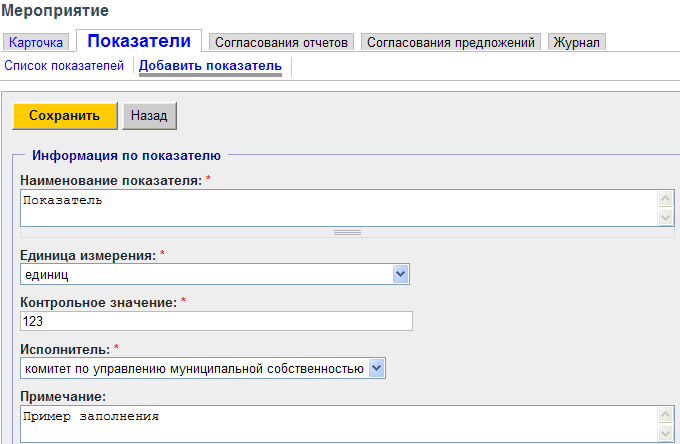 Мероприятие
Карточка Показатели Согласования отчетов Согласования предложений Журнал
Список показателей Добавить показатель
Сохранить Назад
Информация по показателю
Наименование показателя: *
Показатель
Единица измерения: *
единиц
Контрольное значение: *
123
Исполнитель: *
комитет по управлению муниципальной собственностью
Примечание:
Пример заполнения